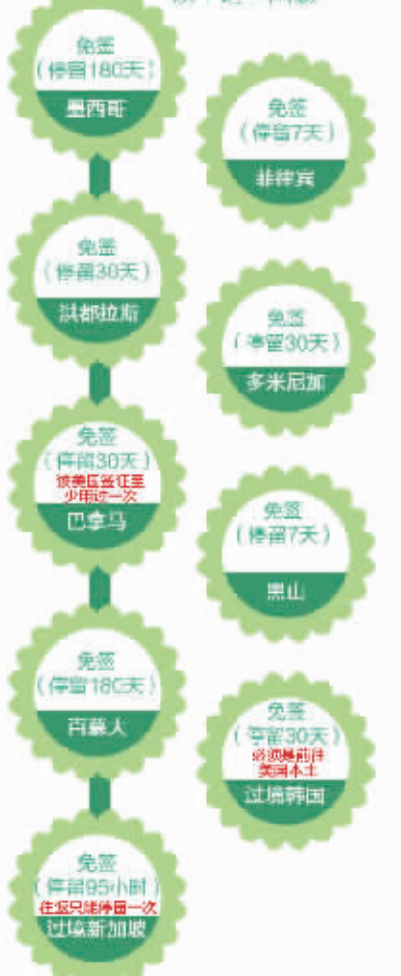 免签
（停留180天）
墨西哥
免签
（停留7天）
菲律宾
免签
（停留30天）
洪都拉斯
免签
（停留30天）
多米尼加
免签
（停留30天）
该美国签证至
少用过一次
巴拿马
免签
（停留7天）
黑山
免签
（停留180天）
百慕大
免签
（停留30天）
必须是前往
美国本土
过境韩国
免签
（停留96小时）
往返只能停留一次
过境新加坡